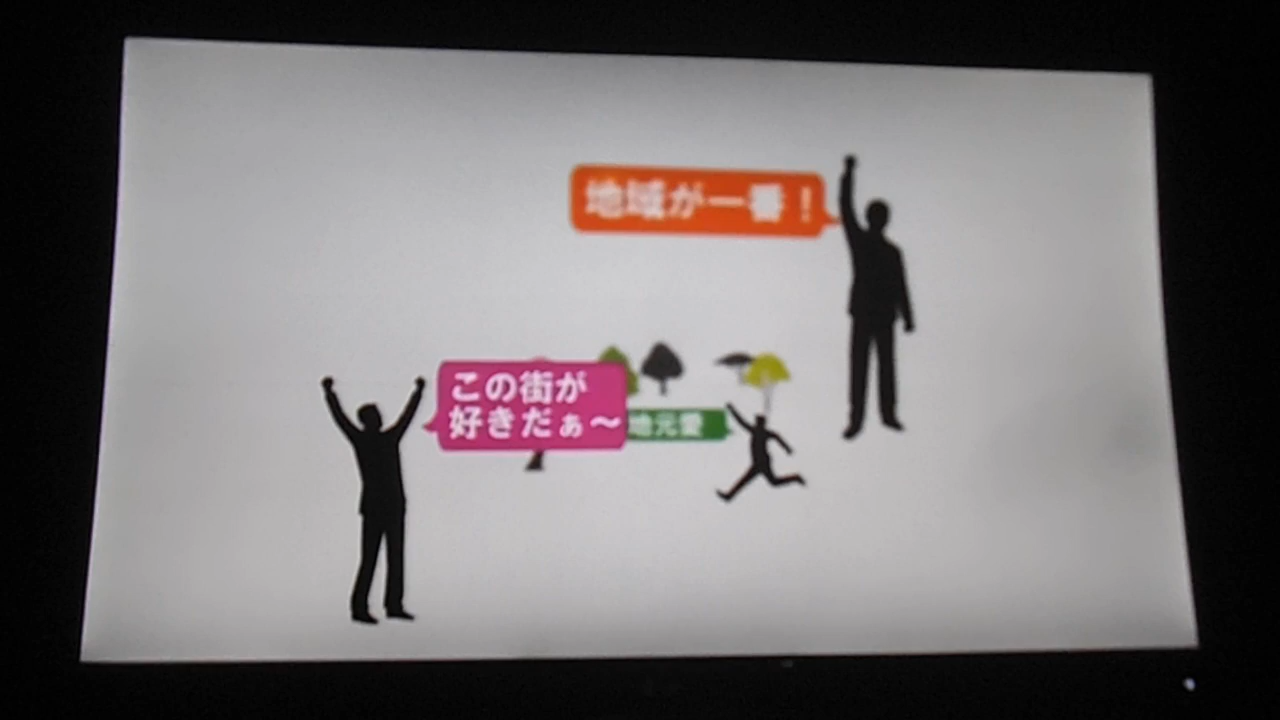 地域が一番！
この街が
好きだぁ～
地元愛